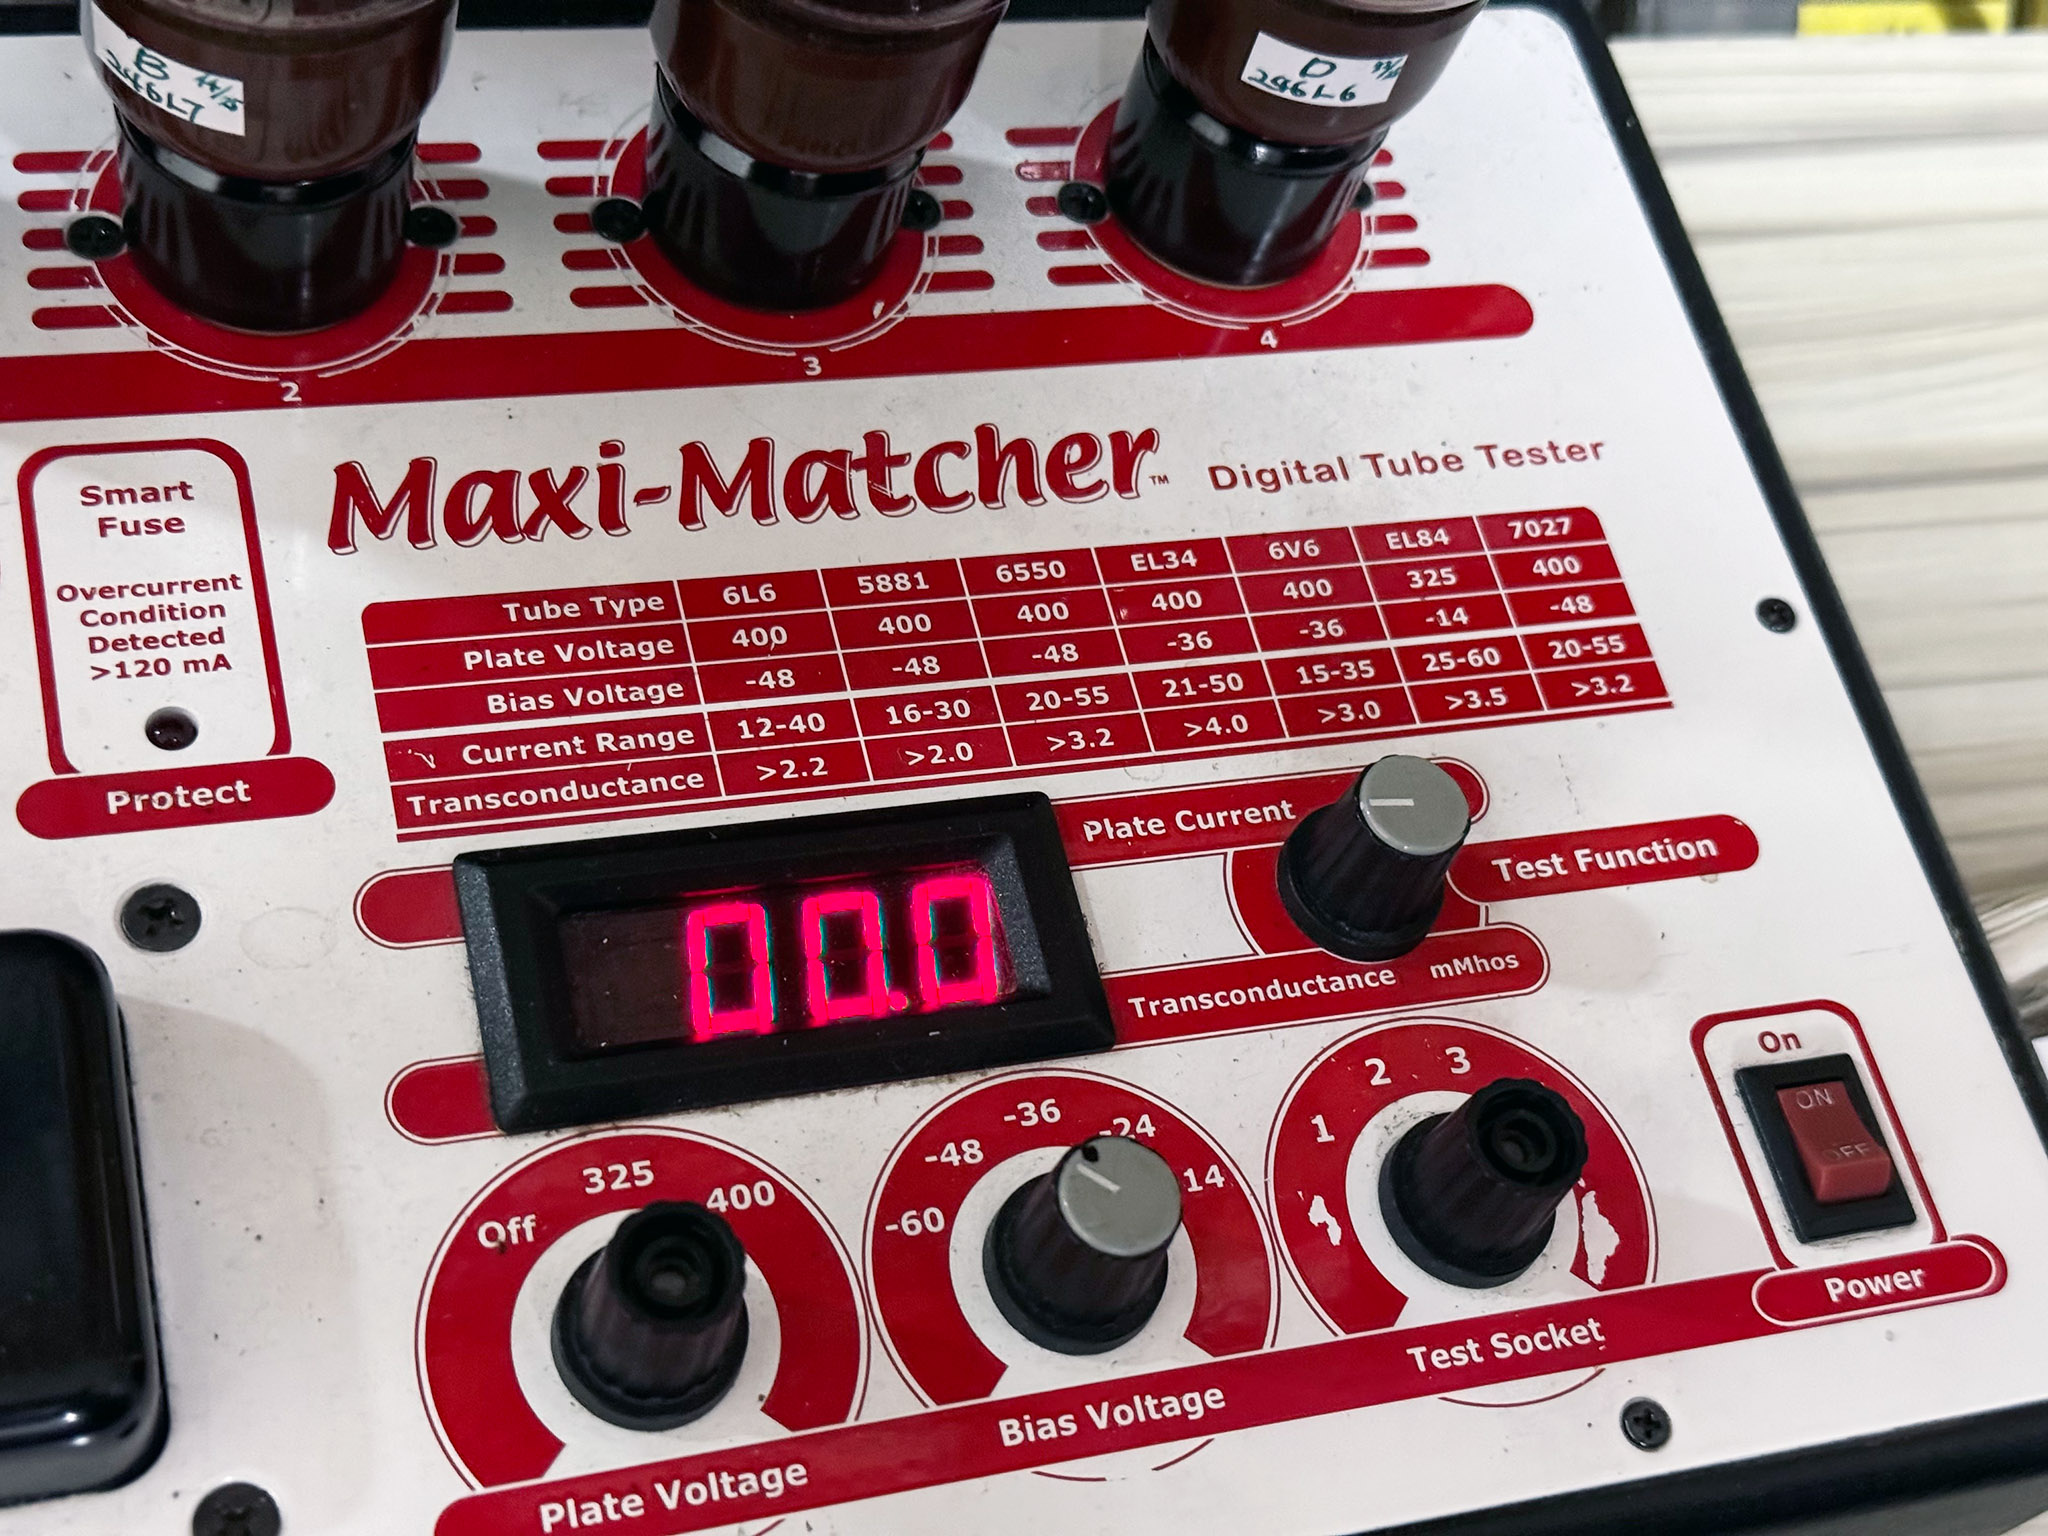 B 44/35
246L7
D 33/35
246L6
2
3
4
Smart
Fuse
Overcurrent
Condition
Detected
>120 mA
Protect
Maxi-Matcher™ Digital Tube Tester
Tube Type 6L6 5881 6550 EL34 6V6 EL84 7027
Plate Voltage 400 400 400 400 400 325 400
Bias Voltage -48 -48 -48 -36 -36 -14 -48
Current Range 12-40 16-30 20-55 21-50 15-35 25-60 20-55
Transconductance >2.2 >2.0 >3.2 >4.0 >3.0 >3.5 >3.2
Plate Current
Test Function
00.0
Transconductance mMhos
Off 325 400
Plate Voltage
-60 -48 -36 -24 14
Bias Voltage
1 2 3
Test Socket
On
ON
OFF
Power